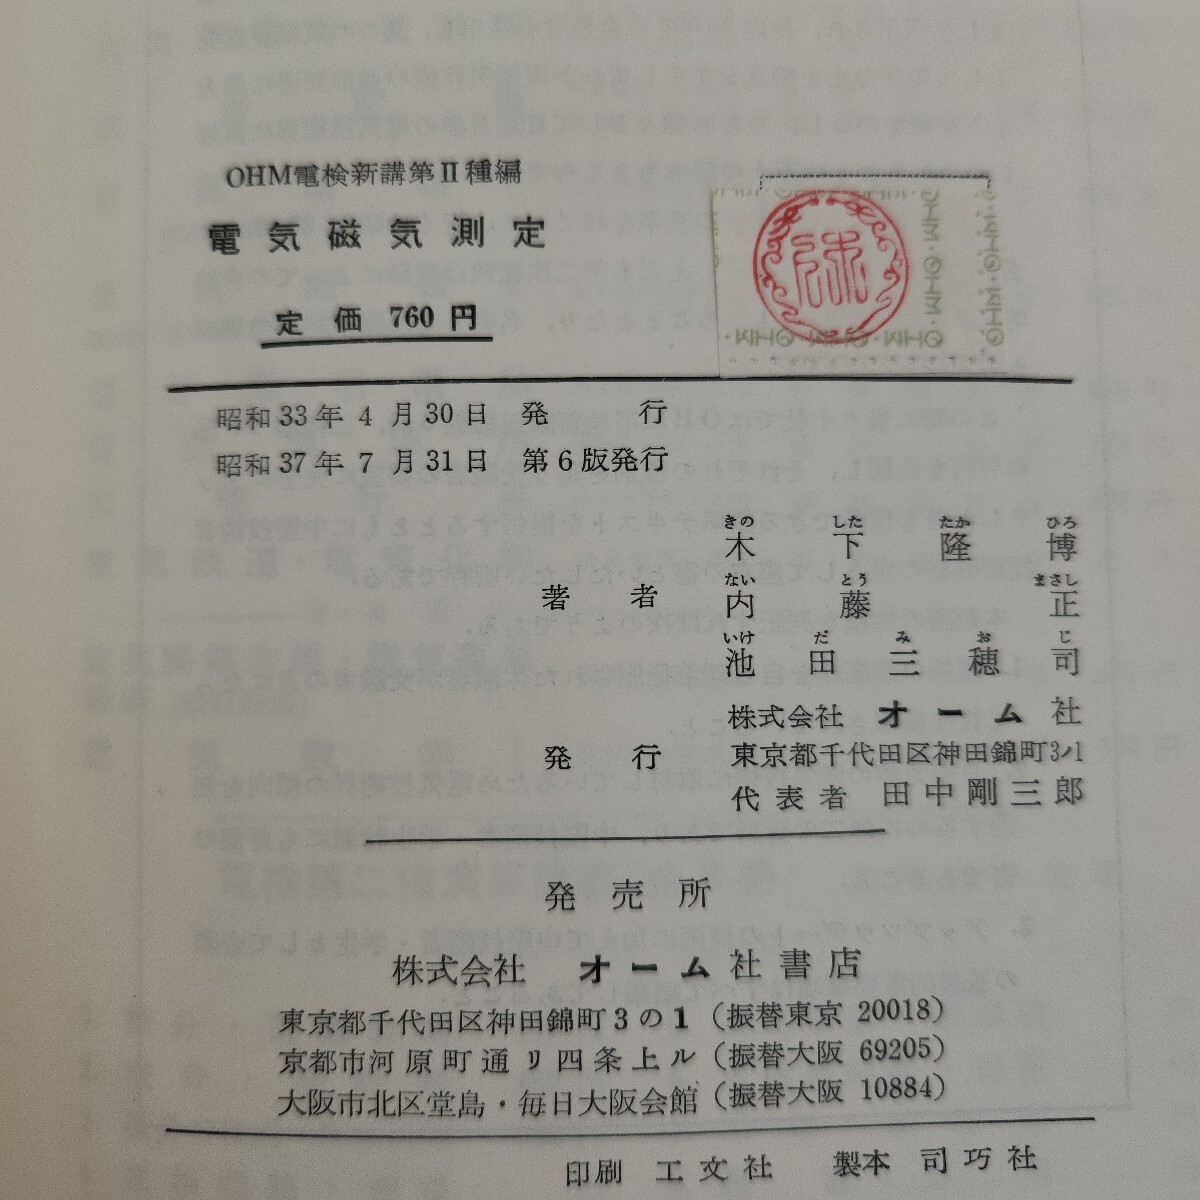 OHM電検新講第Ⅱ種編
電気磁気測定
定価 760円
昭和33年4月30日 発行
昭和37年7月31日 第6版発行
きの した たか ひろ
木下隆博
ない とう まさし
著者 内藤正
いけ だ み お じ
池田三穂司
株式会社 オーム社
発行 東京都千代田区神田錦町3ノ1
代表者 田中剛三郎
発売所
株式会社 オーム社書店
東京都千代田区神田錦町3の1(振替東京 20018)
京都市河原町通リ四条上ル(振替大阪 69205)
大阪市北区堂島・毎日大阪会館(振替大阪 10884)
印刷 工文社 製本 司巧社